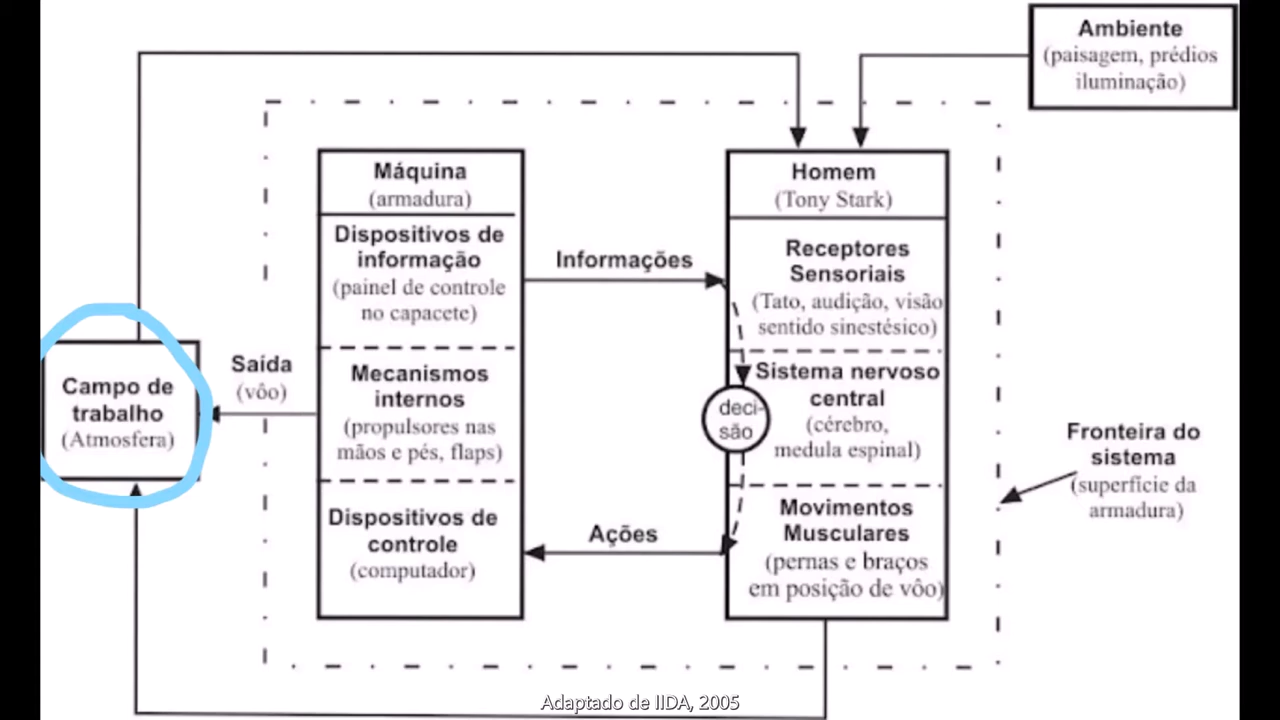 Ambiente
(paisagem, prédios
iluminação)
Máquina
(armadura)
Dispositivos de
informação
(painel de controle
no capacete)
Mecanismos
internos
(propulsores nas
mãos e pés, flaps)
Dispositivos de
controle
(computador)
Informações
Ações
Homem
(Tony Stark)
Receptores
Sensoriais
(Tato, audição, visão
sentido sinestésico)
Sistema nervoso
central
(cérebro,
medula espinal)
deci-
são
Movimentos
Musculares
(pernas e braços
em posição de vôo)
Saída
(vôo)
Campo de
trabalho
(Atmosfera)
Fronteira do
sistema
(superfície da
armadura)
Adaptado de IIDA, 2005